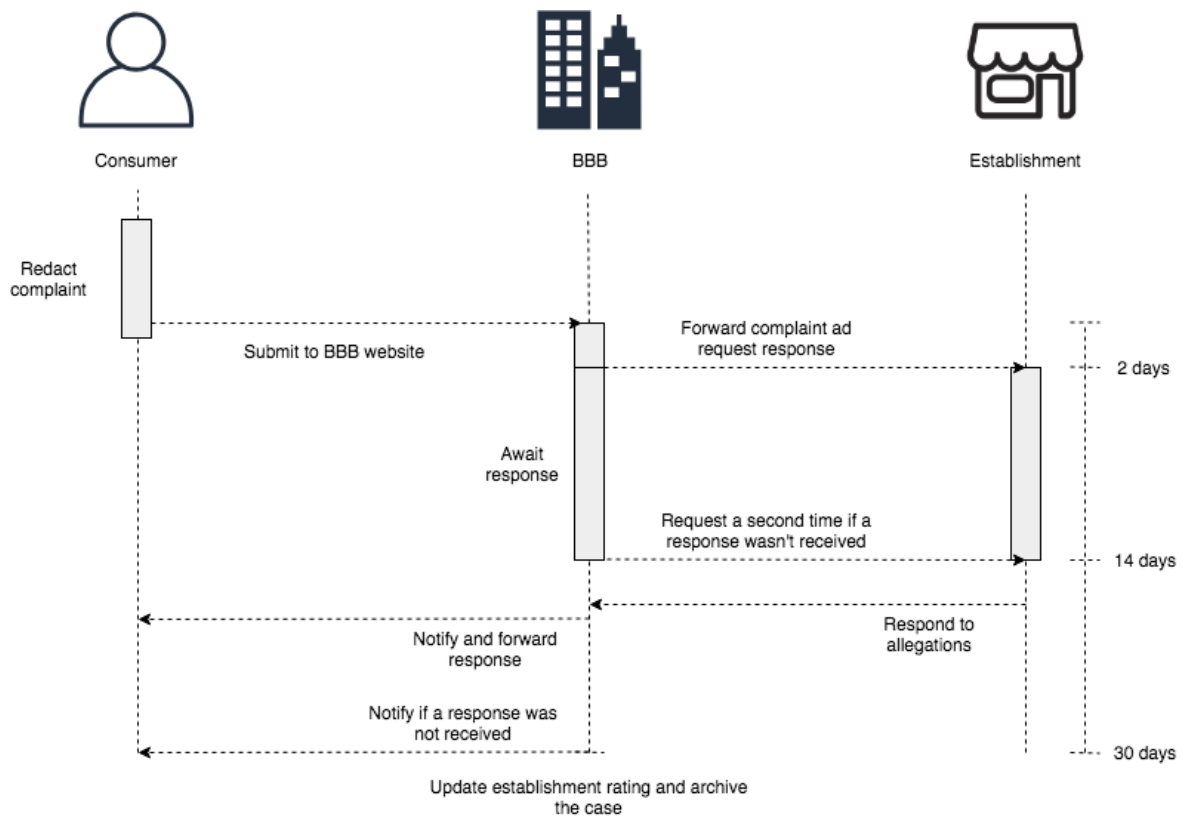 Consumer
BBB
Establishment
Redact
complaint
Submit to BBB website
Forward complaint ad
request response
2 days
Await
response
Request a second time if a
response wasn't received
14 days
Respond to
allegations
Notify and forward
response
Notify if a response was
not received
30 days
Update establishment rating and archive
the case